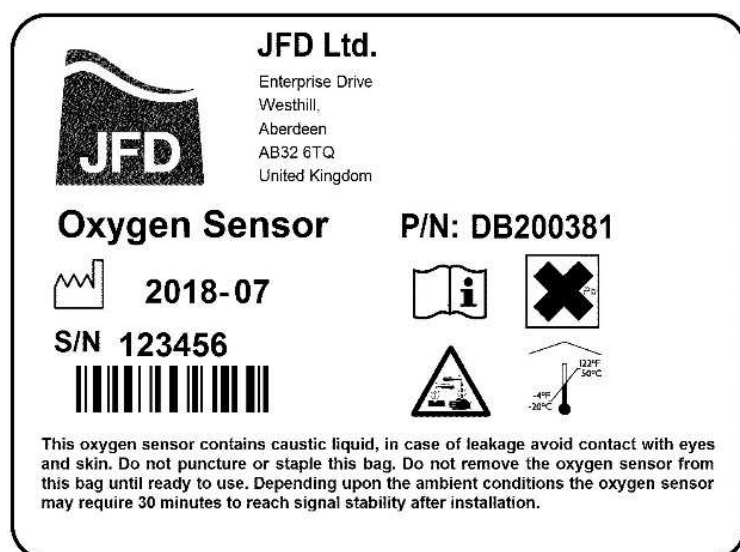 JFD Ltd.
Enterprise Drive
Westhill,
Aberdeen
AB32 6TQ
United Kingdom
JFD
Oxygen Sensor
P/N: DB200381
2018-07
i
Pb
S/N 123456
122°F
50°C
-4°F
-20°C
This oxygen sensor contains caustic liquid, in case of leakage avoid contact with eyes
and skin. Do not puncture or staple this bag. Do not remove the oxygen sensor from
this bag until ready to use. Depending upon the ambient conditions the oxygen sensor
may require 30 minutes to reach signal stability after installation.